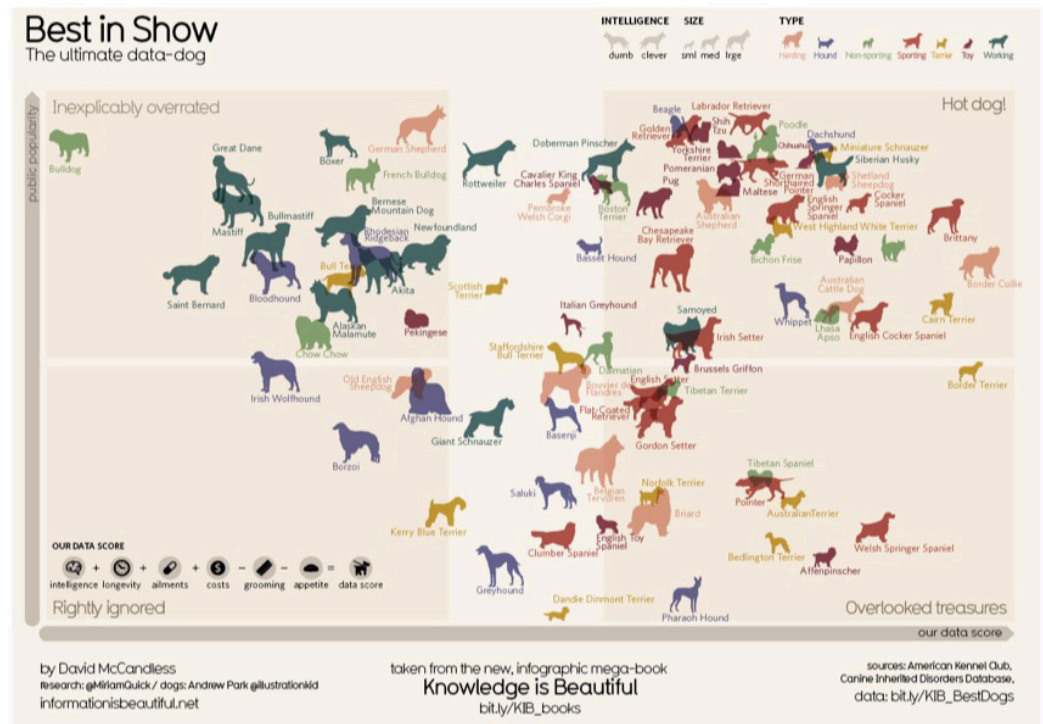 Best in Show
The ultimate data-dog
INTELLIGENCE
dumb clever
SIZE
sml med lrge
TYPE
Herding Hound Non-sporting Sporting Terrier Toy Working
public popularity
Inexplicably overrated
Hot dog!
Bulldog
Great Dane
Boxer
German Shepherd
French Bulldog
Rottweiler
Doberman Pinscher
Beagle
Labrador Retriever
Golden
Retriever
Shih
Tzu
Poodle
Chihuahua
Dachshund
Miniature Schnauzer
Siberian Husky
Yorkshire
Terrier
Pomeranian
Pug
Maltese
German
Shorthaired
Pointer
Shetland
Sheepdog
Cavalier King
Charles Spaniel
Pembroke
Welsh Corgi
Boston
Terrier
Australian
Shepherd
English
Springer
Spaniel
Cocker
Spaniel
Brittany
Mastiff
Bullmastiff
Bernese
Mountain Dog
Rhodesian
Ridgeback
Newfoundland
West Highland White Terrier
Chesapeake
Bay Retriever
Basset Hound
Bichon Frise
Papillon
Border Collie
Saint Bernard
Bloodhound
Bull Te
Akita
Scottish
Terrier
Alaskan
Malamute
Pekingese
Chow Chow
Italian Greyhound
Samoyed
Irish Setter
Whippet
Australian
Cattle Dog
Lhasa
Apso
English Cocker Spaniel
Cairn Terrier
Staffordshire
Bull Terrier
Dalmatian
Brussels Griffon
Irish Wolfhound
Old English
Sheepdog
Afghan Hound
Bouvier de
Flandres
English Setter
Tibetan Terrier
Border Terrier
Giant Schnauzer
Basenji
Flat-Coated
Retriever
Gordon Setter
Borzoi
Saluki
Belgian
Tervuren
Norfolk Terrier
Briard
Tibetan Spaniel
Pointer
AustralianTerrier
Kerry Blue Terrier
Clumber Spaniel
English Toy
Spaniel
Welsh Springer Spaniel
Bedlington Terrier
Affenpinscher
Greyhound
Dandie Dinmont Terrier
Pharaoh Hound
OUR DATA SCORE
+ + + - - =
intelligence longevity ailments costs grooming appetite data score
Rightly ignored
Overlooked treasures
our data score
by David McCandless
research: @MiriamQuick / dogs: Andrew Park @illustrationkid
informationisbeautiful.net
taken from the new, infographic mega-book
Knowledge is Beautiful
bit.ly/KIB_books
sources: American Kennel Club,
Canine Inherited Disorders Database,
data: bit.ly/KIB_BestDogs